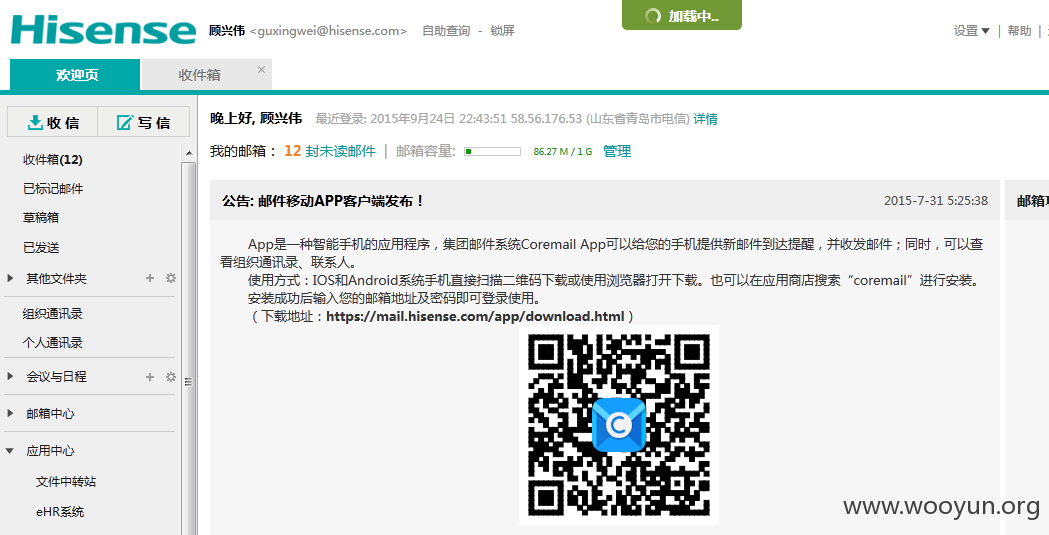 Hisense 顾兴伟 <guxingwei@hisense.com> 自助查询 - 锁屏 加载中.. 设置 | 帮助 |
欢迎页 收件箱
收信 写信
晚上好, 顾兴伟 最近登录: 2015年9月24日 22:43:51 58.56.176.53 (山东省青岛市电信) 详情
我的邮箱： 12 封未读邮件 | 邮箱容量: 86.27 M / 1 G 管理
收件箱(12)
已标记邮件
草稿箱
已发送
其他文件夹
组织通讯录
个人通讯录
会议与日程
邮箱中心
应用中心
文件中转站
eHR系统
公告: 邮件移动APP客户端发布！ 2015-7-31 5:25:38
App是一种智能手机的应用程序，集团邮件系统Coremail App可以给您的手机提供新邮件到达提醒，并收发邮件；同时，可以查
看组织通讯录、联系人。
使用方式：IOS和Android系统手机直接扫描二维码下载或使用浏览器打开下载。也可以在应用商店搜索“coremail”进行安装。
安装成功后输入您的邮箱地址及密码即可登录使用。
（下载地址：https://mail.hisense.com/app/download.html）
C
邮箱
www.wooyun.org